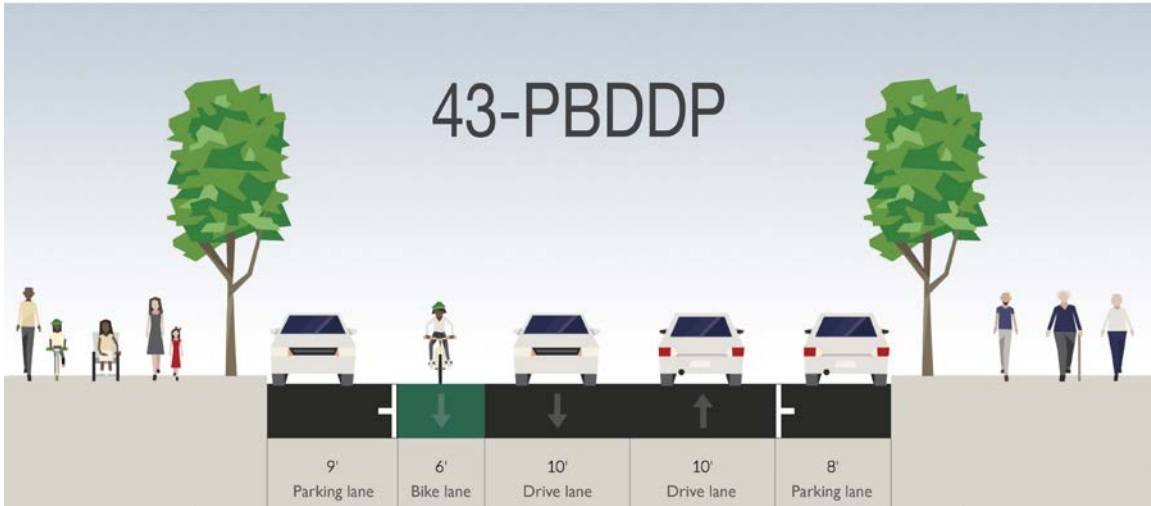 43-PBDDP
9'
Parking lane
6'
Bike lane
10'
Drive lane
10'
Drive lane
8'
Parking lane